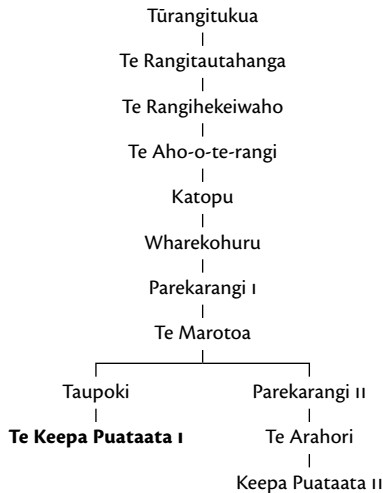 Tūrangitukua
Te Rangitautahanga
Te Rangihekeiwaho
Te Aho-o-te-rangi
Katopu
Wharekohuru
Parekarangi I
Te Marotoa
Taupoki Parekarangi II
Te Keepa Puataata I Te Arahori
Keepa Puataata II